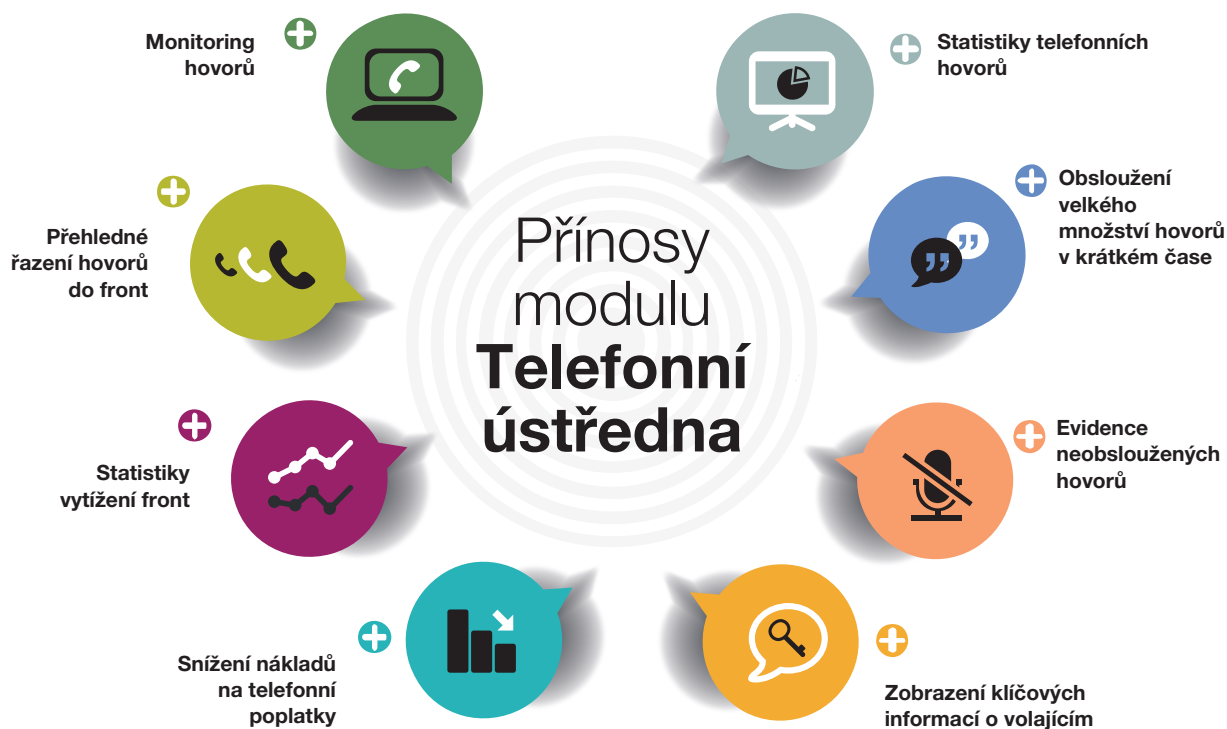 Monitoring
hovorů
Statistiky telefonních
hovorů
Přehledné
řazení hovorů
do front
Obsloužení
velkého
množství hovorů
v krátkém čase
Přínosy
modulu
Telefonní
ústředna
Statistiky
vytížení front
Evidence
neobsloužených
hovorů
Snížení nákladů
na telefonní
poplatky
Zobrazení klíčových
informací o volajícím